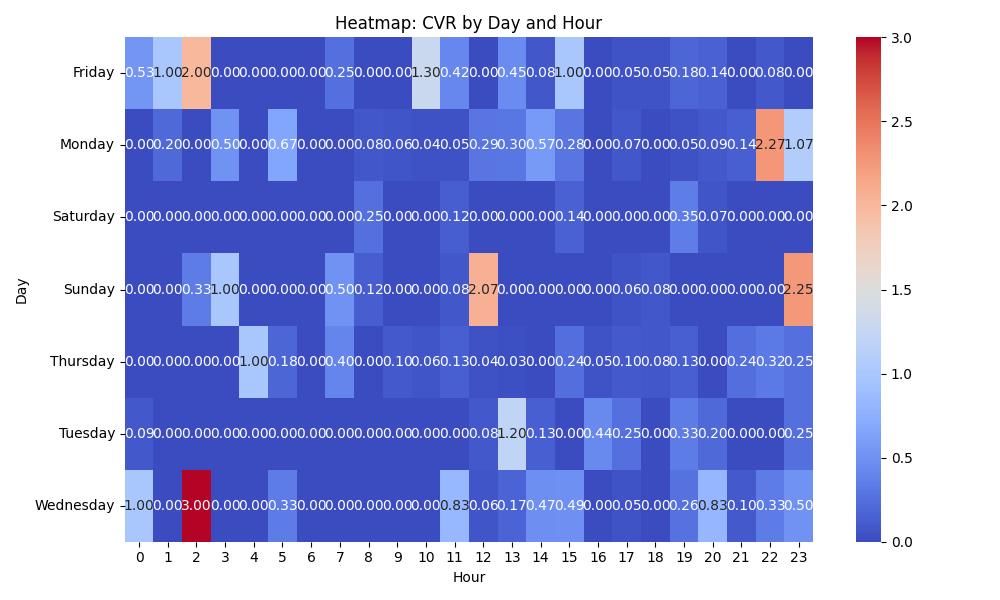 Heatmap: CVR by Day and Hour
Friday 0.53 1.00 2.00 0.00 0.00 0.00 0.00 0.25 0.00 0.00 1.30 0.42 0.00 0.45 0.08 1.00 0.00 0.05 0.05 0.18 0.14 0.00 0.08 0.00
Monday 0.00 0.20 0.00 0.50 0.00 0.67 0.00 0.00 0.08 0.06 0.04 0.05 0.29 0.30 0.57 0.28 0.00 0.07 0.00 0.05 0.09 0.14 2.27 1.07
Saturday 0.00 0.00 0.00 0.00 0.00 0.00 0.00 0.00 0.25 0.00 0.00 0.12 0.00 0.00 0.00 0.14 0.00 0.00 0.00 0.35 0.07 0.00 0.00 0.00
Sunday 0.00 0.00 0.33 1.00 0.00 0.00 0.00 0.50 0.12 0.00 0.00 0.08 2.07 0.00 0.00 0.00 0.00 0.06 0.08 0.00 0.00 0.00 0.00 2.25
Thursday 0.00 0.00 0.00 0.00 1.00 0.18 0.00 0.40 0.00 0.10 0.06 0.13 0.04 0.03 0.00 0.24 0.05 0.10 0.08 0.13 0.00 0.24 0.32 0.25
Tuesday 0.09 0.00 0.00 0.00 0.00 0.00 0.00 0.00 0.00 0.00 0.00 0.00 0.08 1.20 0.13 0.00 0.44 0.25 0.00 0.33 0.20 0.00 0.00 0.25
Wednesday 1.00 0.00 3.00 0.00 0.00 0.33 0.00 0.00 0.00 0.00 0.00 0.83 0.06 0.17 0.47 0.49 0.00 0.05 0.00 0.26 0.83 0.10 0.33 0.50
0 1 2 3 4 5 6 7 8 9 10 11 12 13 14 15 16 17 18 19 20 21 22 23
Hour
Day
3.0
2.5
2.0
1.5
1.0
0.5
0.0